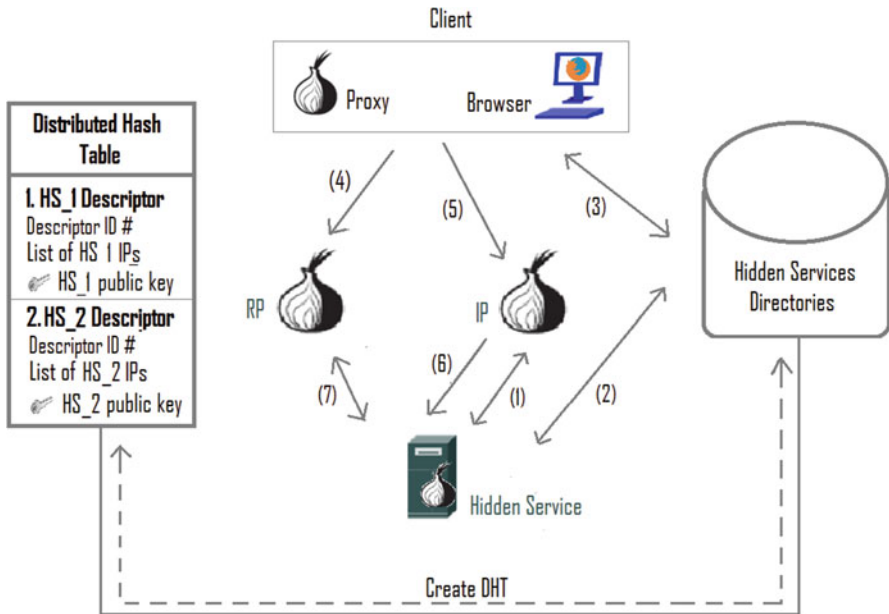 Client
Proxy
Browser
Distributed Hash
Table
1. HS_1 Descriptor
Descriptor ID #
List of HS_1 IPs
HS_1 public key
2. HS_2 Descriptor
Descriptor ID #
List of HS_2 IPs
HS_2 public key
(4)
(5)
(3)
Hidden Services
Directories
RP
IP
(6)
(7)
(1)
(2)
Hidden Service
Create DHT